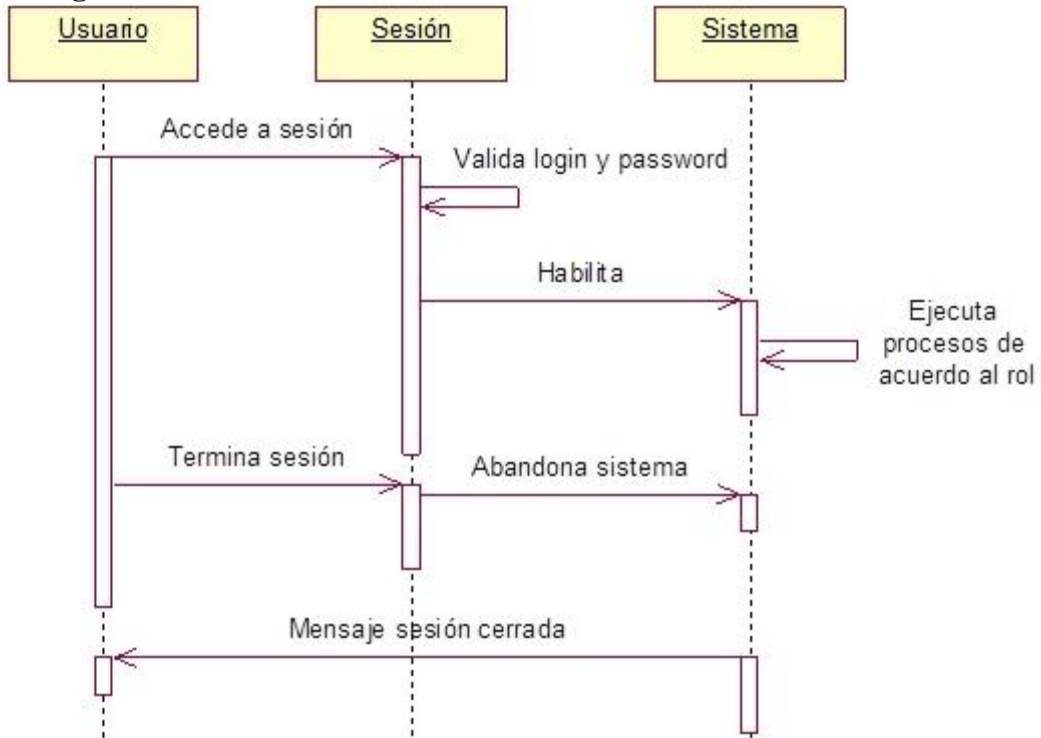 Usuario
Sesión
Sistema
Accede a sesión
Valida login y password
Habilita
Ejecuta
procesos de
acuerdo al rol
Termina sesión
Abandona sistema
Mensaje sesión cerrada